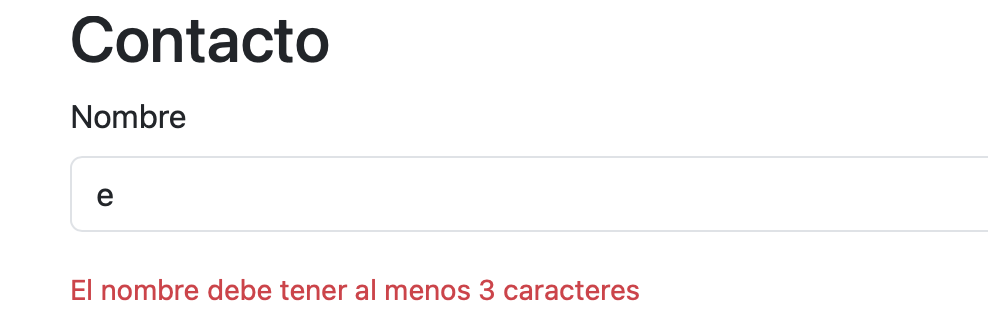 Contacto
Nombre
e
El nombre debe tener al menos 3 caracteres